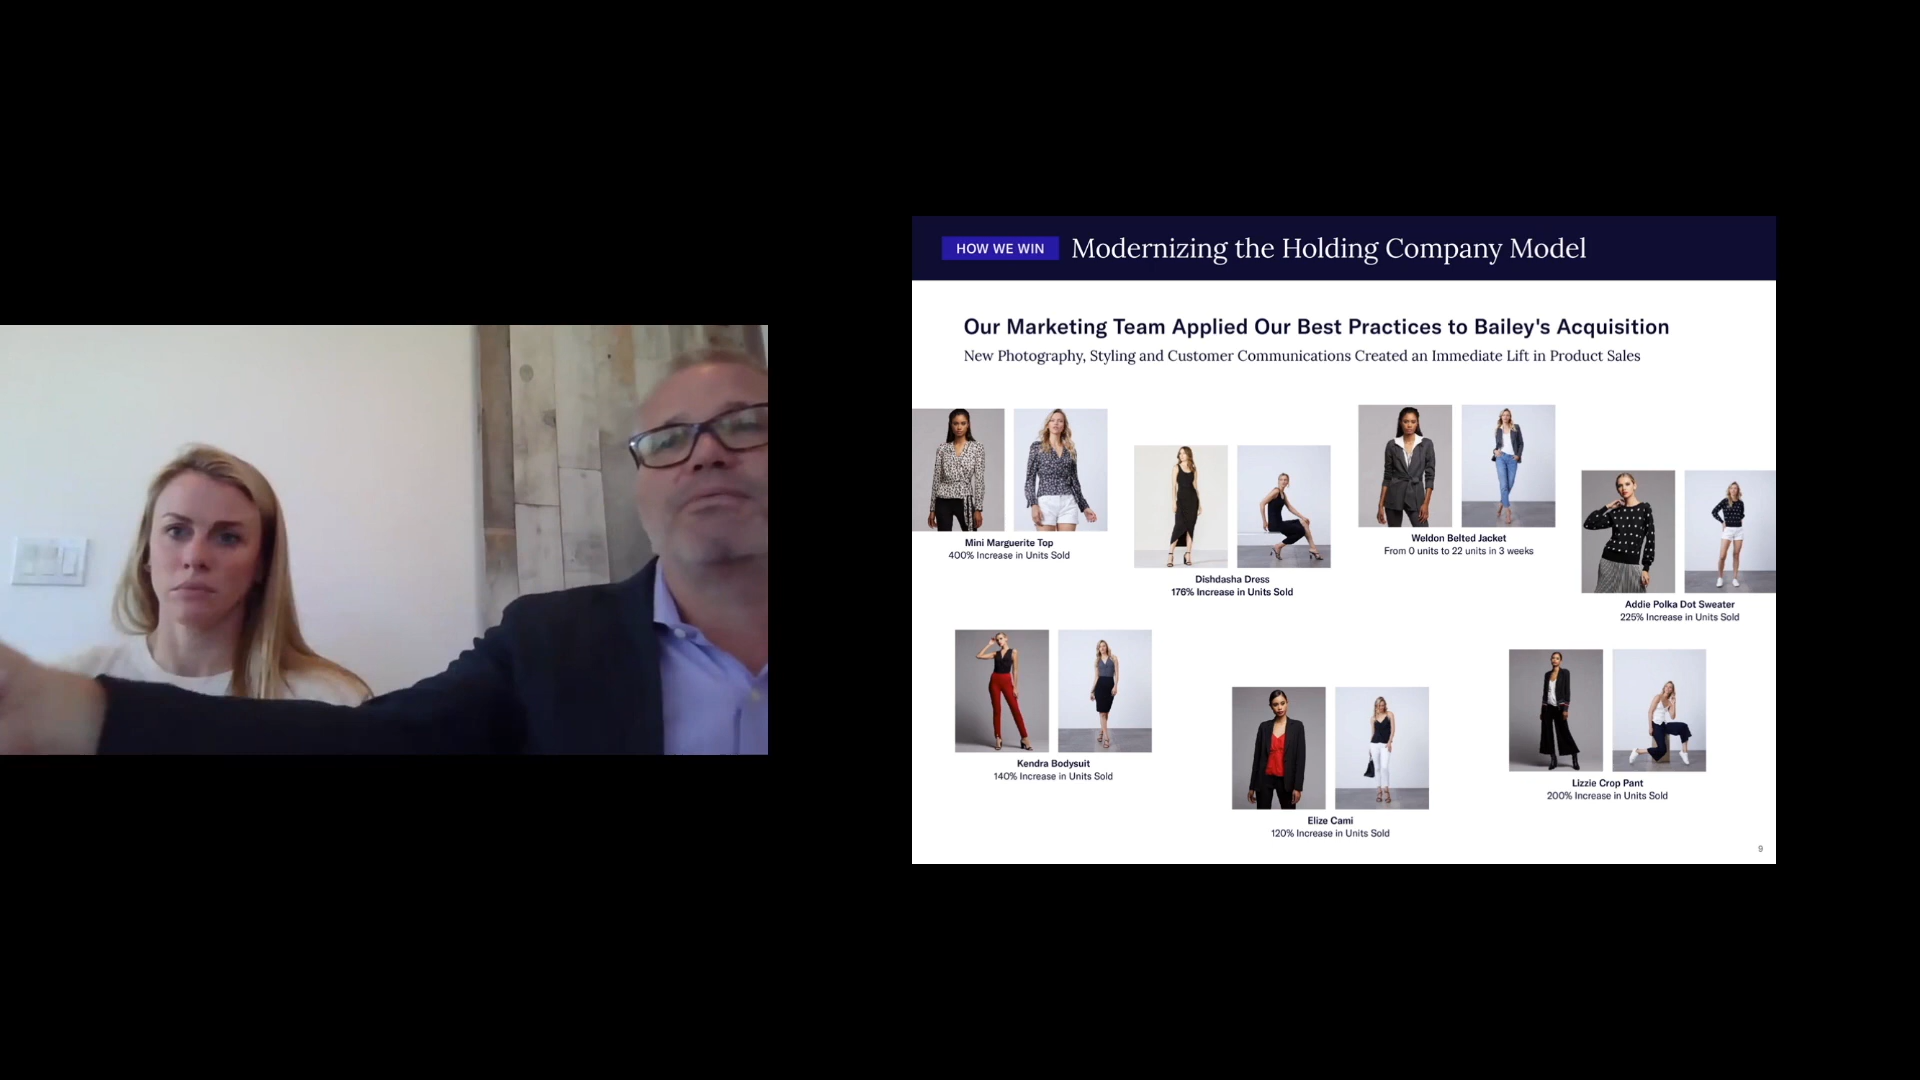 HOW WE WIN
Modernizing the Holding Company Model
Our Marketing Team Applied Our Best Practices to Bailey's Acquisition
New Photography, Styling and Customer Communications Created an Immediate Lift in Product Sales
Mini Marguerite Top
400% Increase in Units Sold
Dishdasha Dress
176% Increase in Units Sold
Weldon Belted Jacket
From 0 units to 22 units in 3 weeks
Addie Polka Dot Sweater
225% Increase in Units Sold
Kendra Bodysuit
140% Increase in Units Sold
Elize Cami
120% Increase in Units Sold
Lizzie Crop Pant
200% Increase in Units Sold
9